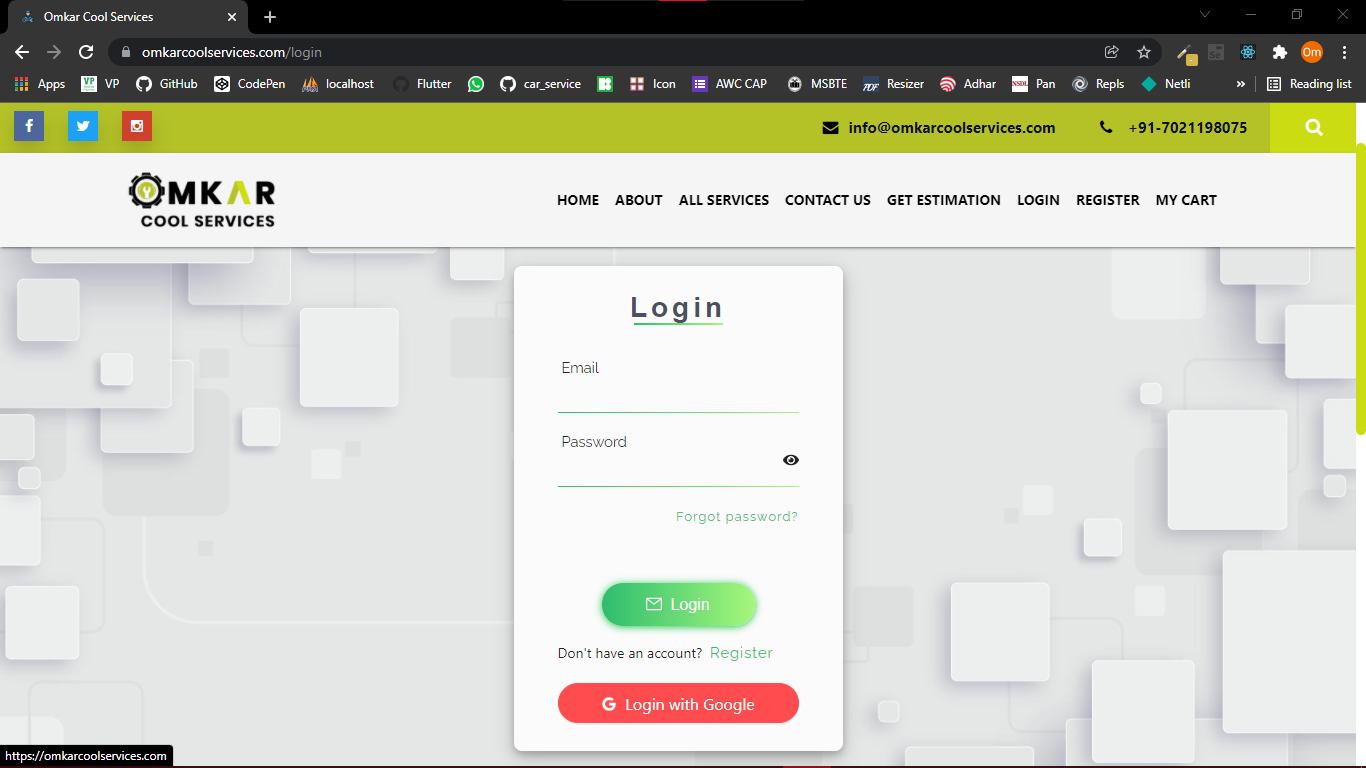 Omkar Cool Services
omkarcoolservices.com/login
Om
Apps VP VP GitHub CodePen localhost Flutter car_service Icon AWC CAP MSBTE Resizer Adhar NSDL Pan Repls Netli » Reading list
info@omkarcoolservices.com +91-7021198075
OMKAR
COOL SERVICES
HOME ABOUT ALL SERVICES CONTACT US GET ESTIMATION LOGIN REGISTER MY CART
Login
Email
Password
Forgot password?
Login
Don't have an account? Register
Login with Google
https://omkarcoolservices.com